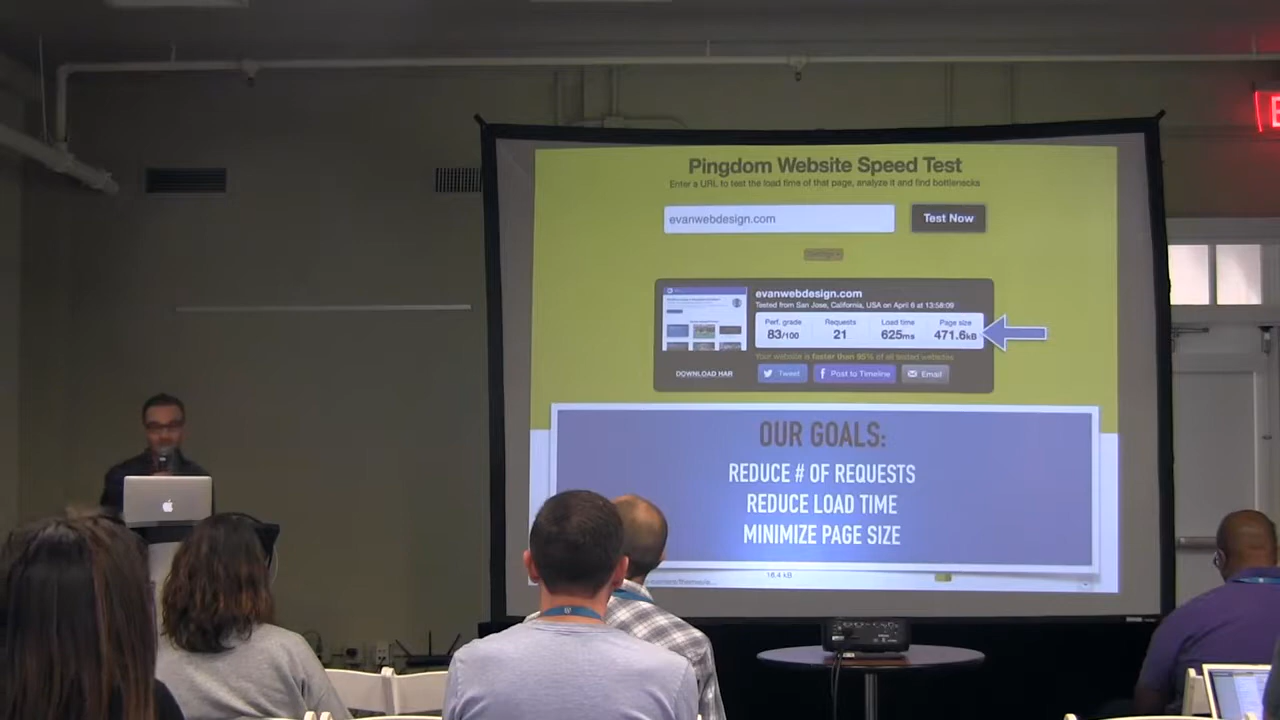 Pingdom Website Speed Test
Enter a URL to test the load time of that page, analyze it and find bottlenecks
evanwebdesign.com
Test Now
evanwebdesign.com
Tested from San Jose, California, USA on April 6 at 13:58:09
Perf. grade Requests Load time Page size
83/100 21 625ms 471.6kB
Your website is faster than 95% of all tested websites
DOWNLOAD HAR Tweet Post to Timeline Email
OUR GOALS:
REDUCE # OF REQUESTS
REDUCE LOAD TIME
MINIMIZE PAGE SIZE
16.4 kB